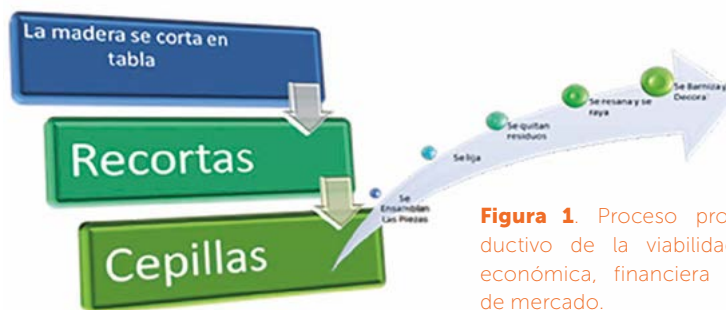 La madera se corta en
tabla
Recortas
Cepillas
Se
Ensamblan
Las Piezas
Se lija
Se quitan
residuos
Se resana y se
raya
Se Barniza y
Decora
Figura 1. Proceso pro
ductivo de la viabilidad
económica, financiera
de mercado.